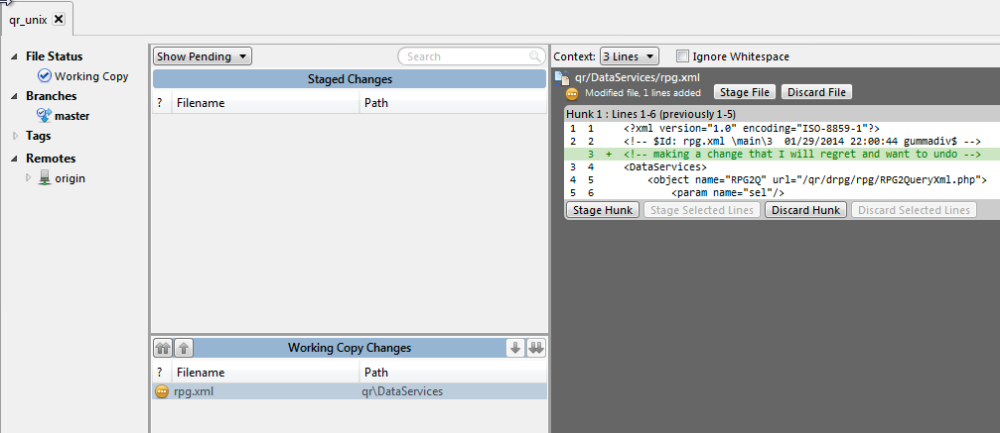 qr_unix
File Status
Working Copy
Branches
master
Tags
Remotes
origin
Show Pending
Search
Staged Changes
? Filename Path
Working Copy Changes
? Filename Path
rpg.xml qr\DataServices
Context: 3 Lines Ignore Whitespace
qr/DataServices/rpg.xml
Modified file, 1 lines added Stage File Discard File
Hunk 1 : Lines 1-6 (previously 1-5)
1 1 <?xml version="1.0" encoding="ISO-8859-1"?>
2 2 <!-- $Id: rpg.xml \main\3 01/29/2014 22:00:44 gummadiv$ -->
3 + <!-- making a change that I will regret and want to undo -->
3 4 <DataServices>
4 5 <object name="RPG2Q" url="/qr/drpg/rpg/RPG2QueryXml.php">
5 6 <param name="sel"/>
Stage Hunk Stage Selected Lines Discard Hunk Discard Selected Lines